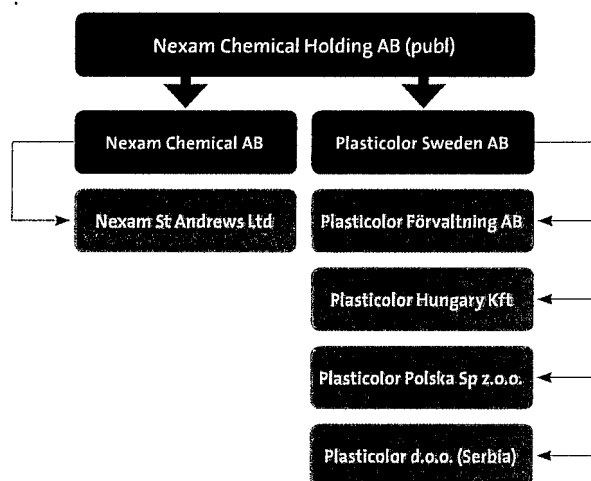 Nexam Chemical Holding AB (publ)
Nexam Chemical AB
Plasticolor Sweden AB
Nexam St Andrews Ltd
Plasticolor Förvaltning AB
Plasticolor Hungary Kft
Plasticolor Polska Sp z.o.o.
Plasticolor d.o.o. (Serbia)